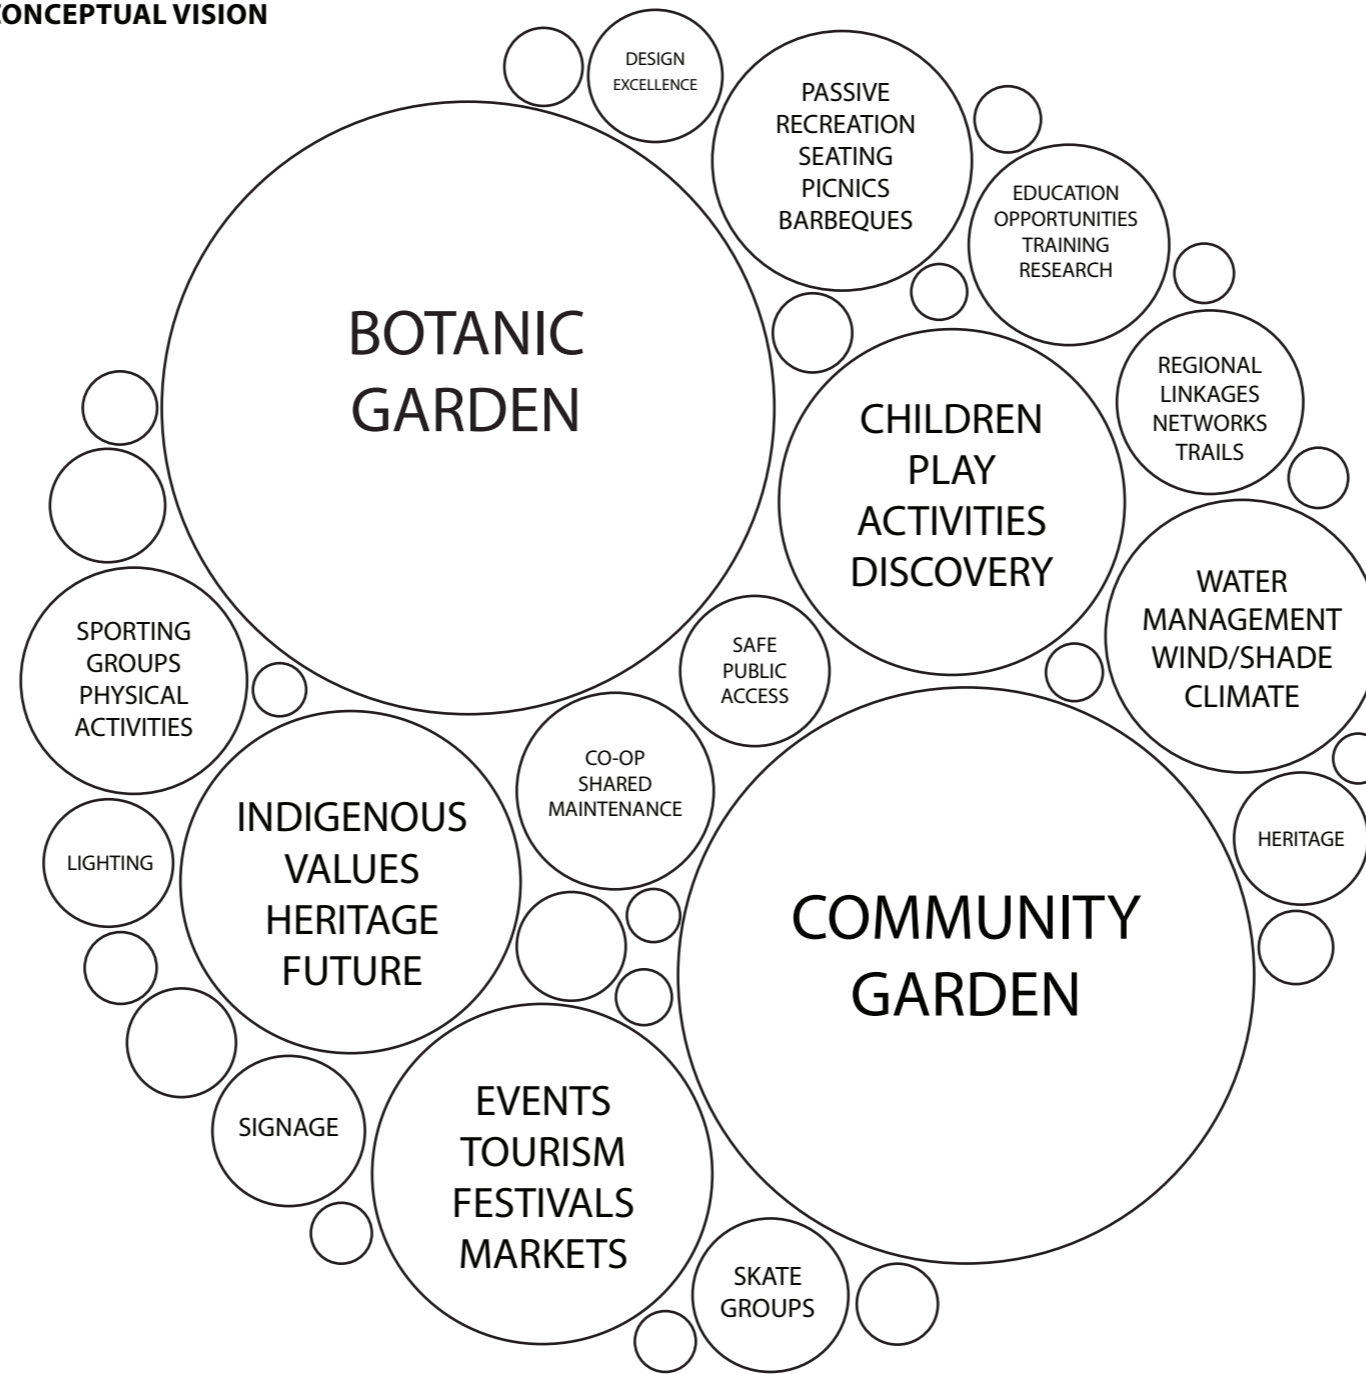 CONCEPTUAL VISION
DESIGN
EXCELLENCE
PASSIVE
RECREATION
SEATING
PICNICS
BARBEQUES
EDUCATION
OPPORTUNITIES
TRAINING
RESEARCH
BOTANIC
GARDEN
REGIONAL
LINKAGES
NETWORKS
TRAILS
CHILDREN
PLAY
ACTIVITIES
DISCOVERY
WATER
MANAGEMENT
WIND/SHADE
CLIMATE
SPORTING
GROUPS
PHYSICAL
ACTIVITIES
SAFE
PUBLIC
ACCESS
CO-OP
SHARED
MAINTENANCE
INDIGENOUS
VALUES
HERITAGE
FUTURE
LIGHTING
HERITAGE
COMMUNITY
GARDEN
SIGNAGE
EVENTS
TOURISM
FESTIVALS
MARKETS
SKATE
GROUPS